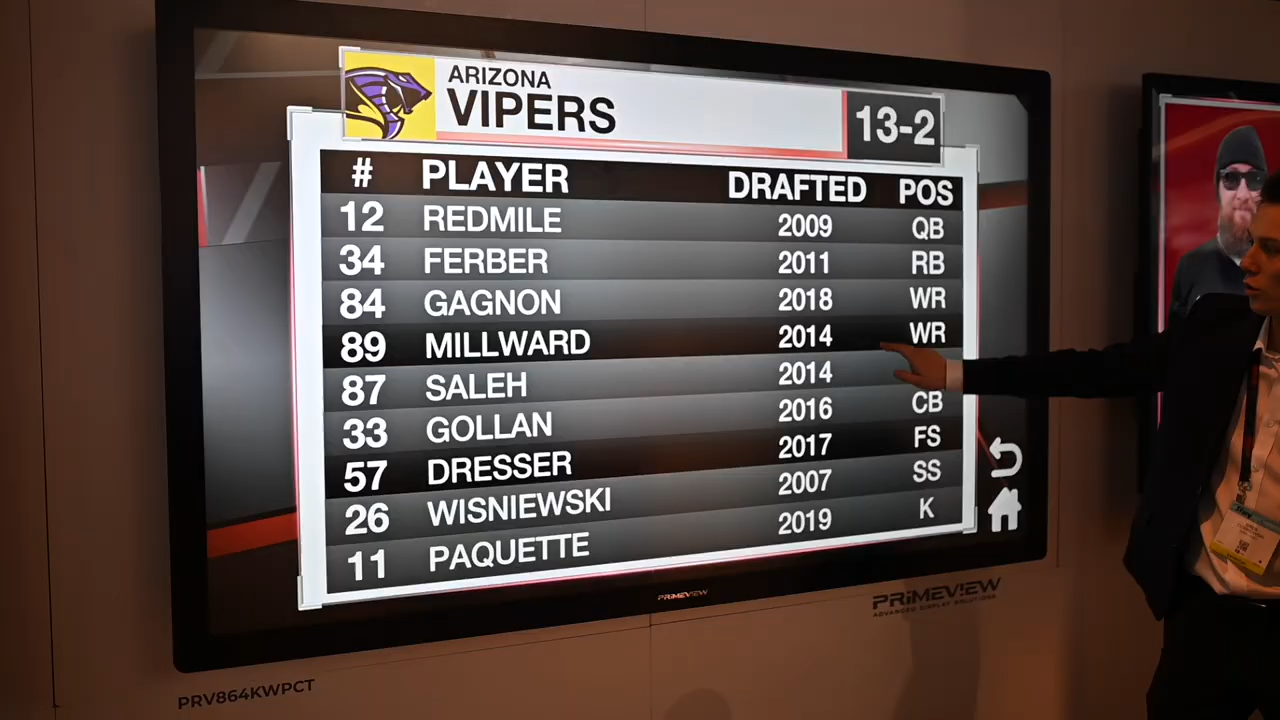 ARIZONA
VIPERS
13-2
# PLAYER DRAFTED POS
12 REDMILE 2009 QB
34 FERBER 2011 RB
84 GAGNON 2018 WR
89 MILLWARD 2014 WR
87 SALEH 2014
33 GOLLAN 2016 CB
57 DRESSER 2017 FS
26 WISNIEWSKI 2007 SS
11 PAQUETTE 2019 K
PRIMEVIEW
PRIMEVIEW
ADVANCED DISPLAY SOLUTIONS
PRV864KWPCT